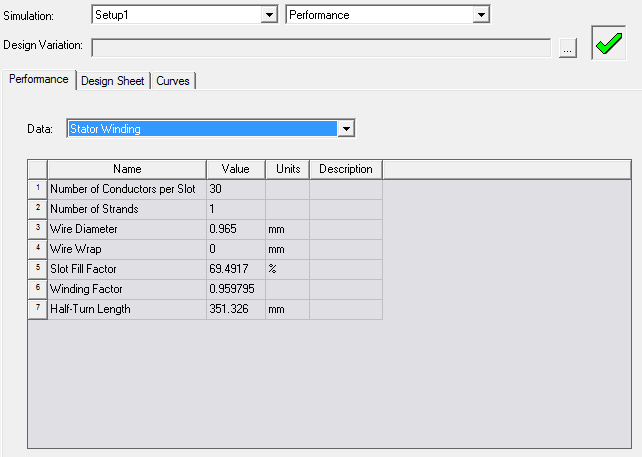 Simulation: Setup1 Performance
Design Variation: ...
Performance Design Sheet Curves
Data: Stator Winding
Name Value Units Description
1 Number of Conductors per Slot 30
2 Number of Strands 1
3 Wire Diameter 0.965 mm
4 Wire Wrap 0 mm
5 Slot Fill Factor 69.4917 %
6 Winding Factor 0.959795
7 Half-Turn Length 351.326 mm